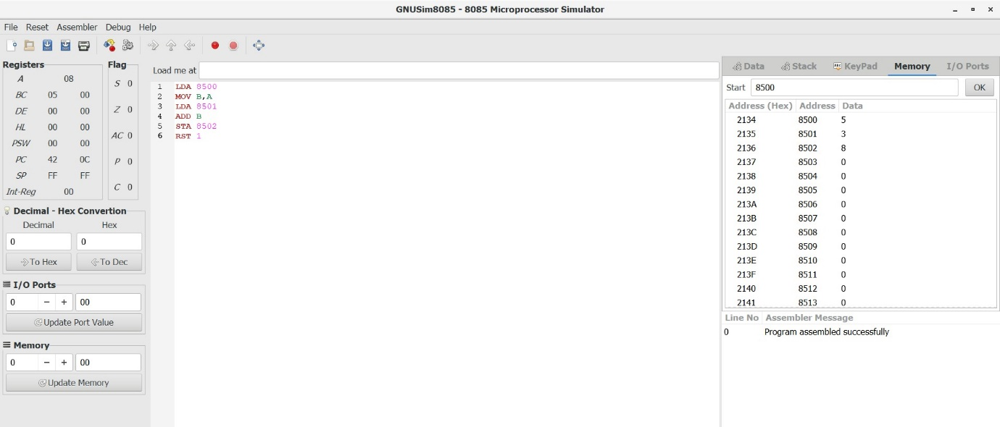 GNUSim8085 - 8085 Microprocessor Simulator
File Reset Assembler Debug Help
Registers
A 08
BC 05 00
DE 00 00
HL 00 00
PSW 00 00
PC 42 0C
SP FF FF
Int-Reg 00
Flag
S 0
Z 0
AC 0
P 0
C 0
Decimal - Hex Convertion
Decimal Hex
0 0
To Hex To Dec
I/O Ports
0 − + 00
Update Port Value
Memory
0 − + 00
Update Memory
Load me at
1 LDA 8500
2 MOV B,A
3 LDA 8501
4 ADD B
5 STA 8502
6 RST 1
Data Stack KeyPad Memory I/O Ports
Start 8500 OK
Address (Hex) Address Data
2134 8500 5
2135 8501 3
2136 8502 8
2137 8503 0
2138 8504 0
2139 8505 0
213A 8506 0
213B 8507 0
213C 8508 0
213D 8509 0
213E 8510 0
213F 8511 0
2140 8512 0
2141 8513 0
Line No Assembler Message
0 Program assembled successfully